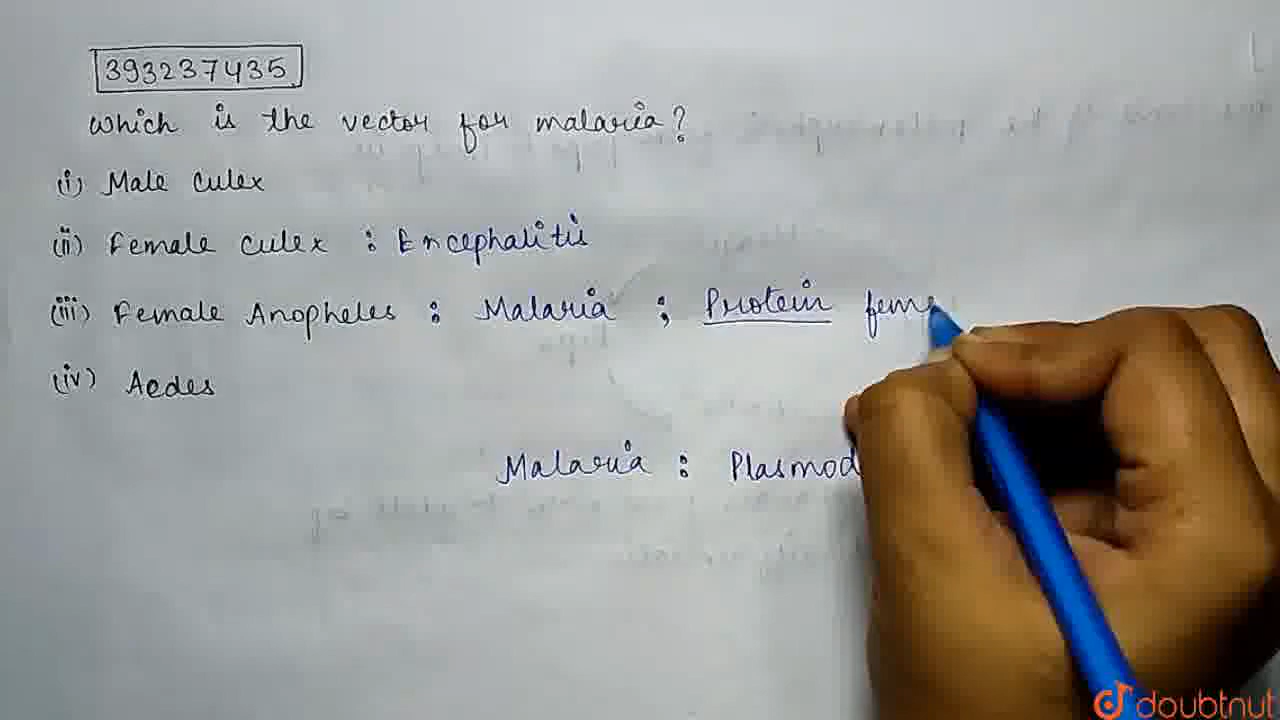 393237435
Which is the vector for malaria?
(i) Male Culex
(ii) Female Culex : Encephalitis
(iii) Female Anopheles : Malaria ; Protein fema
(iv) Aedes
Malaria : Plasmod
doubtnut